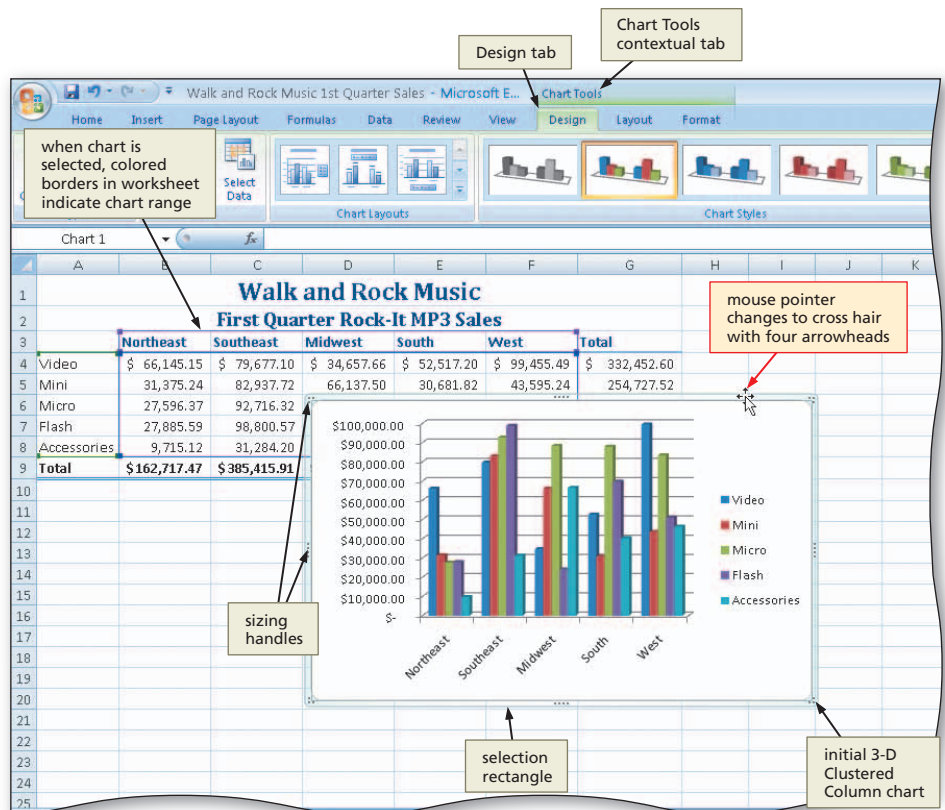 Chart Tools
contextual tab
Design tab
Walk and Rock Music 1st Quarter Sales - Microsoft E...
Chart Tools
Home Insert Page Layout Formulas Data Review View Design Layout Format
when chart is
selected, colored
borders in worksheet
indicate chart range
Select
Data
Chart Layouts
Chart Styles
Chart 1
fx
A B C D E F G H I J K
1 Walk and Rock Music
2 First Quarter Rock-It MP3 Sales
3 Northeast Southeast Midwest South West Total
4 Video $ 66,145.15 $ 79,677.10 $ 34,657.66 $ 52,517.20 $ 99,455.49 $ 332,452.60
5 Mini 31,375.24 82,937.72 66,137.50 30,681.82 43,595.24 254,727.52
6 Micro 27,596.37 92,716.32
7 Flash 27,885.59 98,800.57
8 Accessories 9,715.12 31,284.20
9 Total $162,717.47 $385,415.91
10
11
12
13
14
15
16
17
18
19
20
21
22
23
24
25
mouse pointer
changes to cross hair
with four arrowheads
$100,000.00
$90,000.00
$80,000.00
$70,000.00
$60,000.00
$50,000.00
$40,000.00
$30,000.00
$20,000.00
$10,000.00
$-
Northeast Southeast Midwest South West
Video
Mini
Micro
Flash
Accessories
sizing
handles
selection
rectangle
initial 3-D
Clustered
Column chart